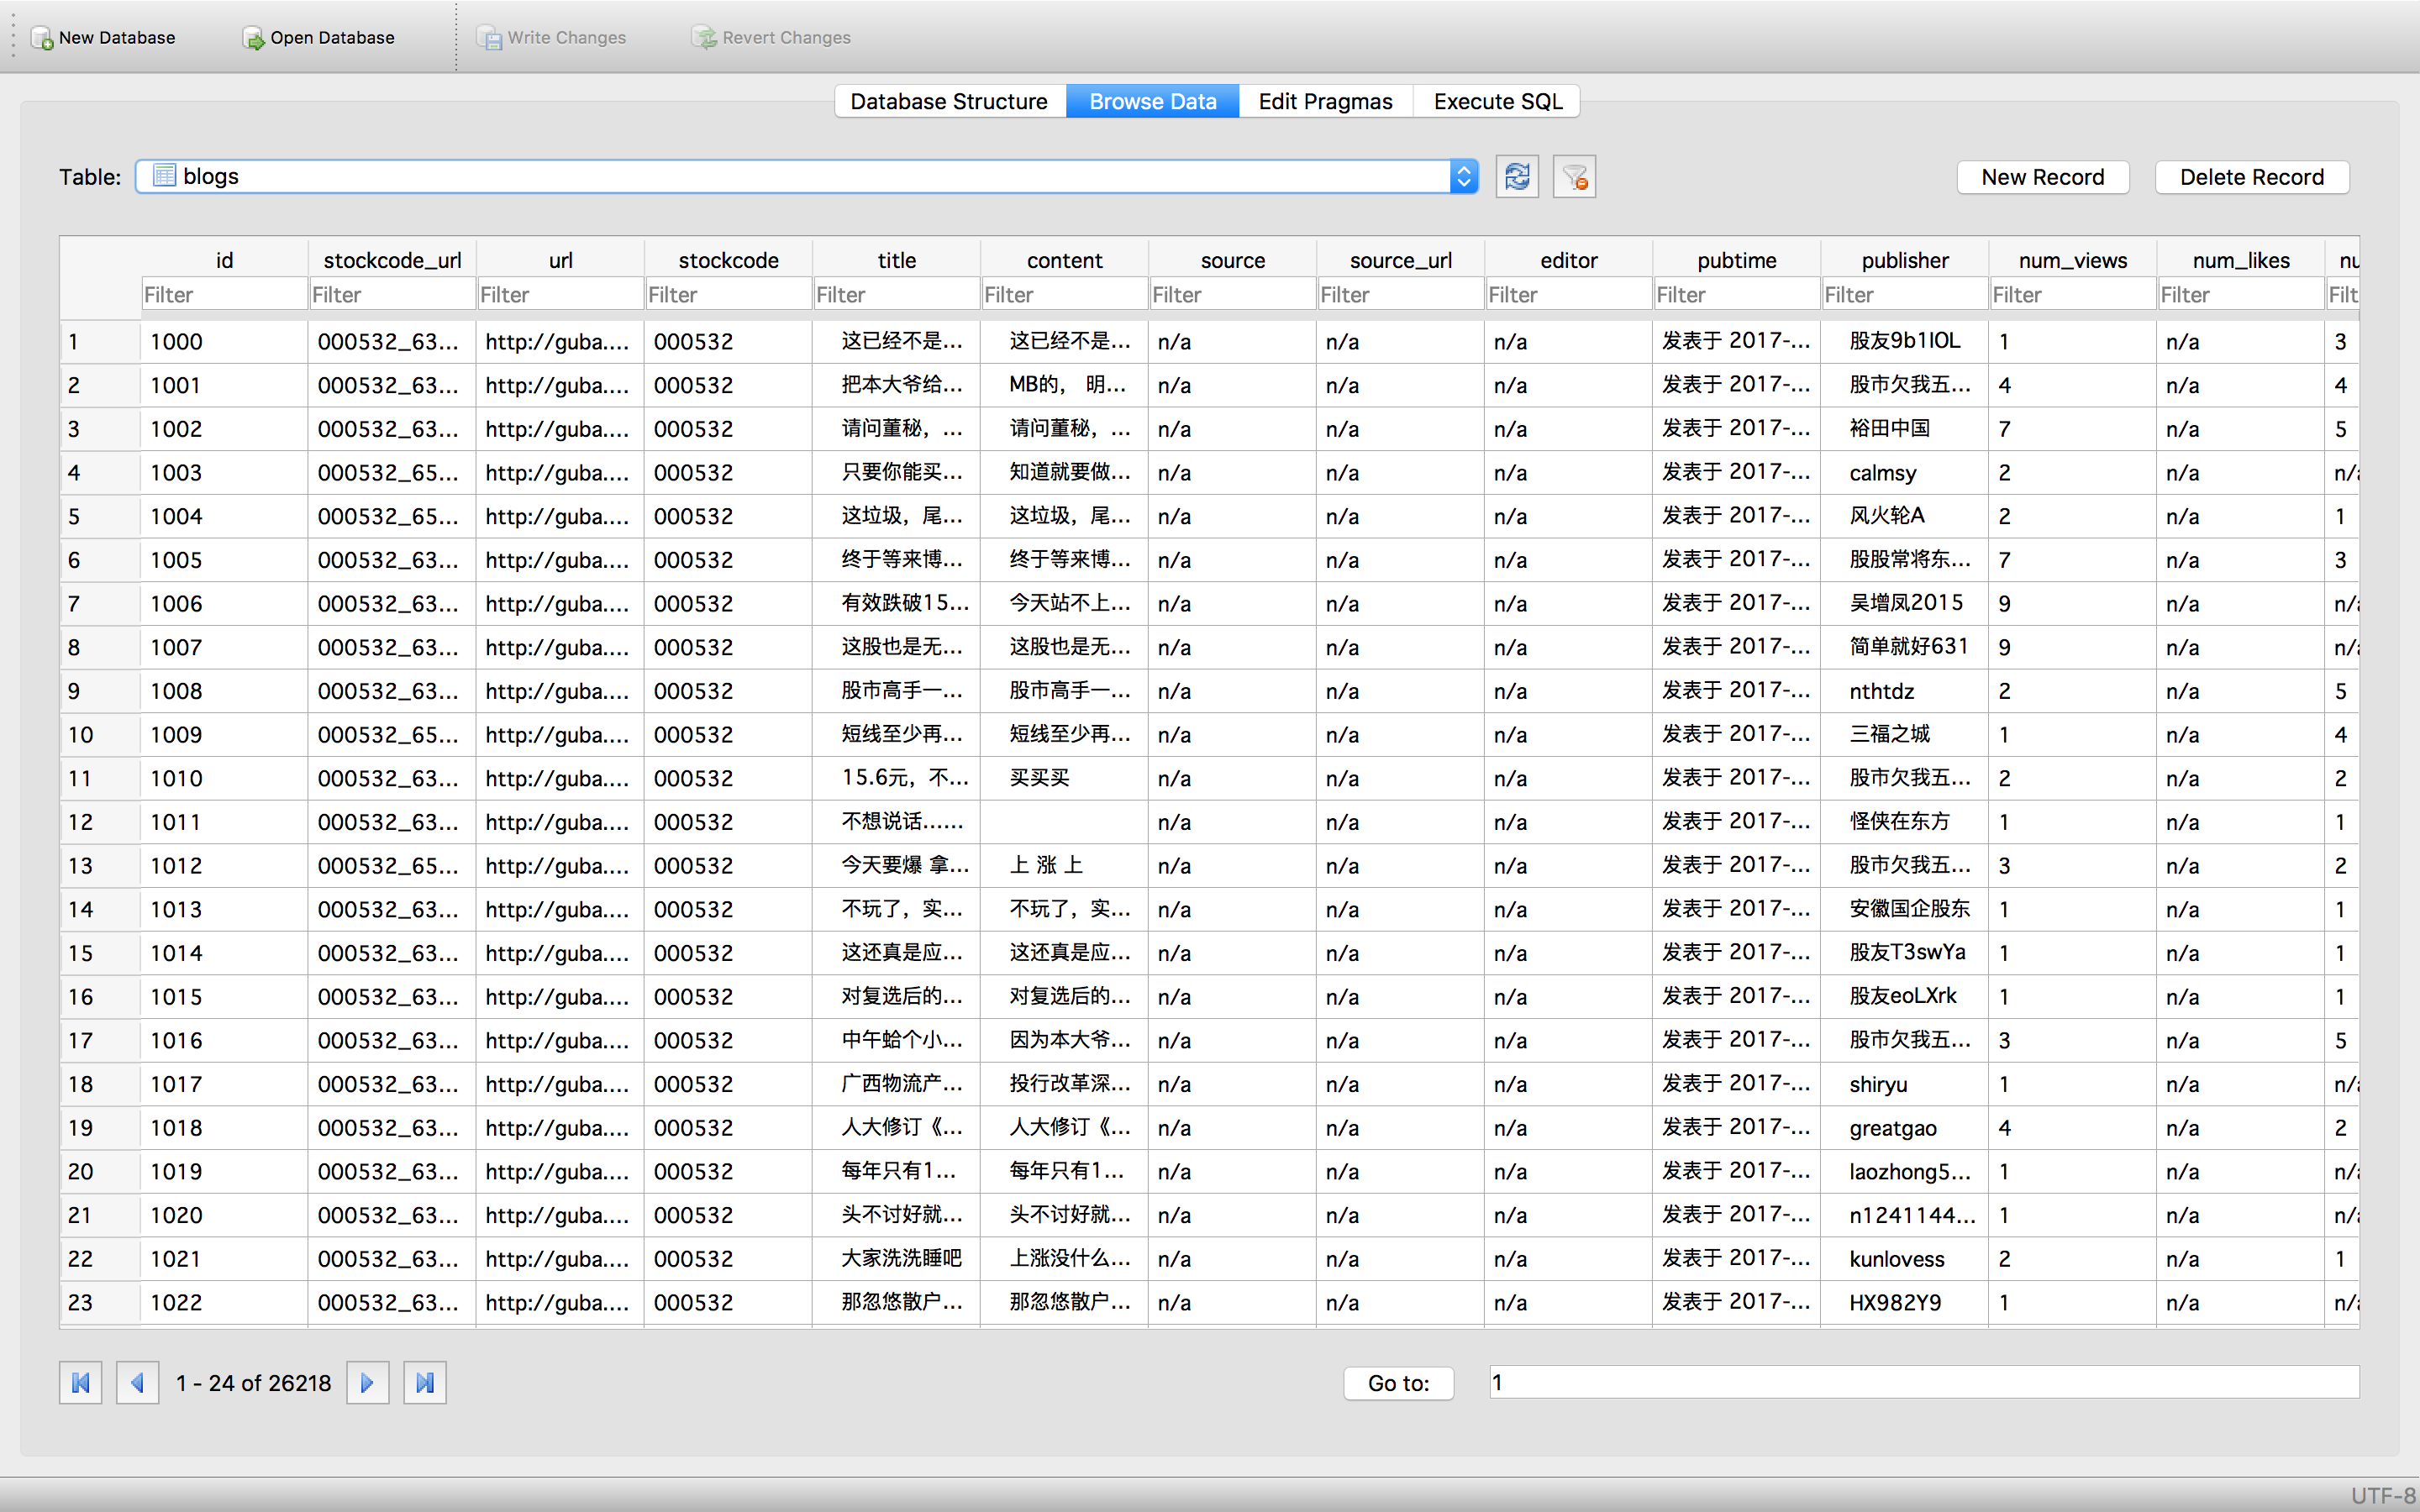 New Database Open Database Write Changes Revert Changes
Database Structure Browse Data Edit Pragmas Execute SQL
Table: blogs New Record Delete Record
id stockcode_url url stockcode title content source source_url editor pubtime publisher num_views num_likes nu
Filter Filter Filter Filter Filter Filter Filter Filter Filter Filter Filter Filter Filter Filt
1 1000 000532_63... http://guba.... 000532 这已经不是... 这已经不是... n/a n/a n/a 发表于 2017-... 股友9b1IOL 1 n/a 3
2 1001 000532_63... http://guba.... 000532 把本大爷给... MB的， 明... n/a n/a n/a 发表于 2017-... 股市欠我五... 4 n/a 4
3 1002 000532_63... http://guba.... 000532 请问董秘，... 请问董秘，... n/a n/a n/a 发表于 2017-... 裕田中国 7 n/a 5
4 1003 000532_65... http://guba.... 000532 只要你能买... 知道就要做... n/a n/a n/a 发表于 2017-... calmsy 2 n/a n/a
5 1004 000532_65... http://guba.... 000532 这垃圾，尾... 这垃圾，尾... n/a n/a n/a 发表于 2017-... 风火轮A 2 n/a 1
6 1005 000532_63... http://guba.... 000532 终于等来博... 终于等来博... n/a n/a n/a 发表于 2017-... 股股常将东... 7 n/a 3
7 1006 000532_63... http://guba.... 000532 有效跌破15... 今天站不上... n/a n/a n/a 发表于 2017-... 吴增凤2015 9 n/a n/a
8 1007 000532_63... http://guba.... 000532 这股也是无... 这股也是无... n/a n/a n/a 发表于 2017-... 简单就好631 9 n/a n/a
9 1008 000532_63... http://guba.... 000532 股市高手一... 股市高手一... n/a n/a n/a 发表于 2017-... nthtdz 2 n/a 5
10 1009 000532_65... http://guba.... 000532 短线至少再... 短线至少再... n/a n/a n/a 发表于 2017-... 三福之城 1 n/a 4
11 1010 000532_63... http://guba.... 000532 15.6元，不... 买买买 n/a n/a n/a 发表于 2017-... 股市欠我五... 2 n/a 2
12 1011 000532_63... http://guba.... 000532 不想说话…… n/a n/a n/a 发表于 2017-... 怪侠在东方 1 n/a 1
13 1012 000532_65... http://guba.... 000532 今天要爆 拿... 上 涨 上 n/a n/a n/a 发表于 2017-... 股市欠我五... 3 n/a 2
14 1013 000532_63... http://guba.... 000532 不玩了，实... 不玩了，实... n/a n/a n/a 发表于 2017-... 安徽国企股东 1 n/a 1
15 1014 000532_63... http://guba.... 000532 这还真是应... 这还真是应... n/a n/a n/a 发表于 2017-... 股友T3swYa 1 n/a 1
16 1015 000532_63... http://guba.... 000532 对复选后的... 对复选后的... n/a n/a n/a 发表于 2017-... 股友eoLXrk 1 n/a 1
17 1016 000532_63... http://guba.... 000532 中午蛤个小... 因为本大爷... n/a n/a n/a 发表于 2017-... 股市欠我五... 3 n/a 5
18 1017 000532_63... http://guba.... 000532 广西物流产... 投行改革深... n/a n/a n/a 发表于 2017-... shiryu 1 n/a n/a
19 1018 000532_63... http://guba.... 000532 人大修订《... 人大修订《... n/a n/a n/a 发表于 2017-... greatgao 4 n/a 2
20 1019 000532_63... http://guba.... 000532 每年只有1... 每年只有1... n/a n/a n/a 发表于 2017-... laozhong5... 1 n/a n/a
21 1020 000532_63... http://guba.... 000532 头不讨好就... 头不讨好就... n/a n/a n/a 发表于 2017-... n1241144... 1 n/a n/a
22 1021 000532_63... http://guba.... 000532 大家洗洗睡吧 上涨没什么... n/a n/a n/a 发表于 2017-... kunlovess 2 n/a 1
23 1022 000532_63... http://guba.... 000532 那忽悠散户... 那忽悠散户... n/a n/a n/a 发表于 2017-... HX982Y9 1 n/a n/a
1 - 24 of 26218 Go to: 1
UTF-8